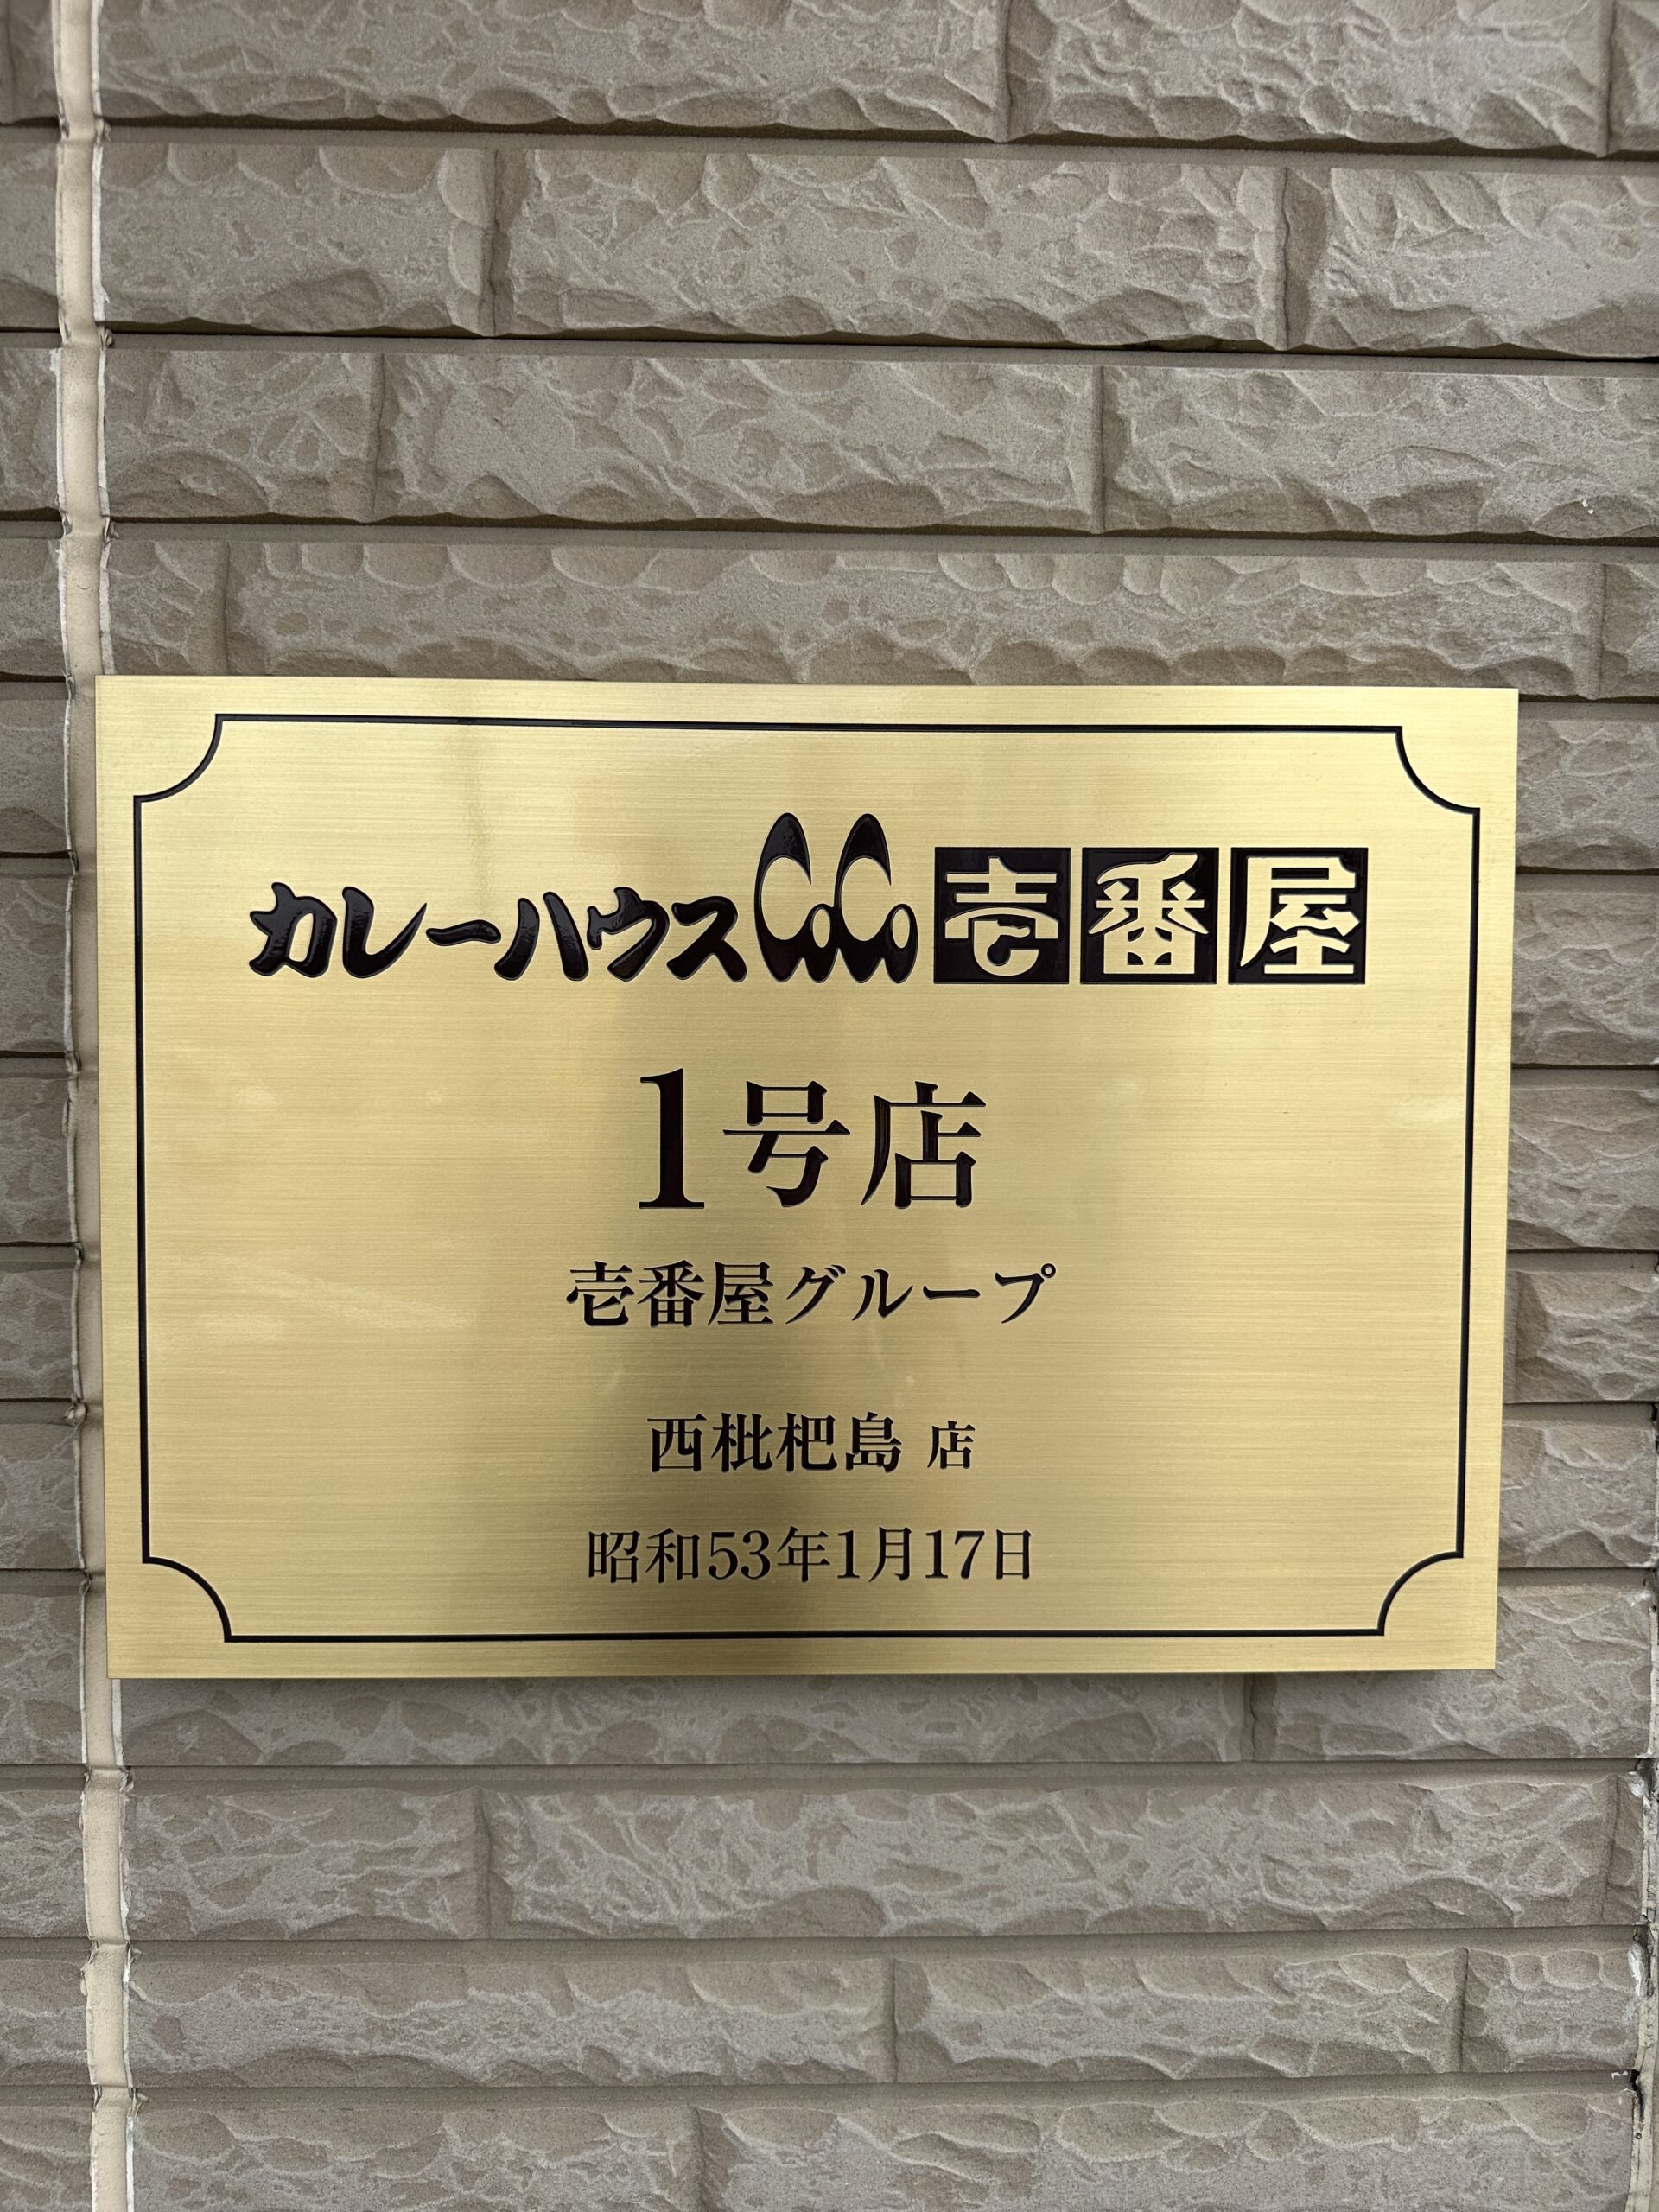 カレーハウスCoCo壱番屋
1号店
壱番屋グループ
西枇杷島 店
昭和53年1月17日